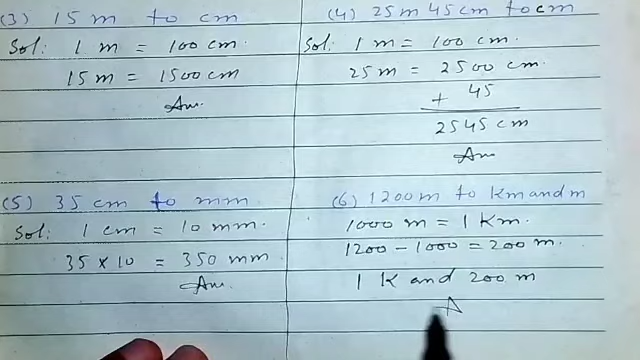 (3) 15 m to cm
Sol: 1 m = 100 cm.
15 m = 1500 cm
Ans.
(4) 25 m 45 cm to cm
Sol: 1 m = 100 cm.
25 m = 2500 cm.
+ 45
2545 cm
Ans
(5) 35 cm to mm
Sol: 1 cm = 10 mm.
35 × 10 = 350 mm.
Ans.
(6) 1200 m to Km and m
1000 m = 1 Km.
1200 - 1000 = 200 m.
1 K and 200 m
A